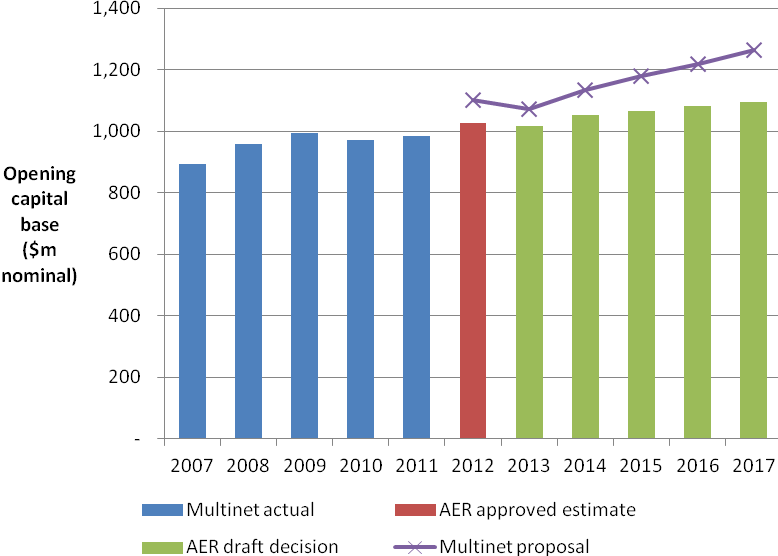 1,400
1,200
1,000
800
600
400
200
-
Opening
capital
base
($m
nominal)
2007 2008 2009 2010 2011 2012 2013 2014 2015 2016 2017
Multinet actual AER approved estimate
AER draft decision Multinet proposal